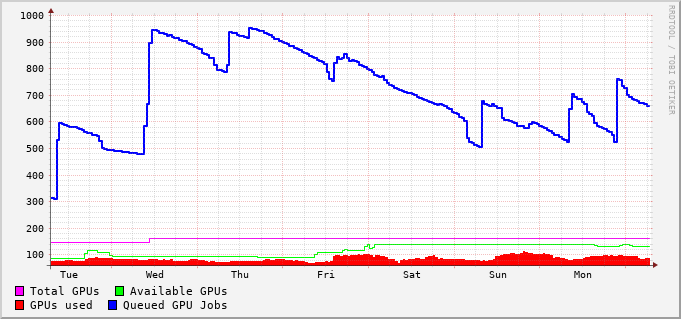 1000
900
800
700
600
500
400
300
200
100
Tue Wed Thu Fri Sat Sun Mon
Total GPUs Available GPUs
GPUs used Queued GPU Jobs
RRDTOOL / TOBI OETIKER